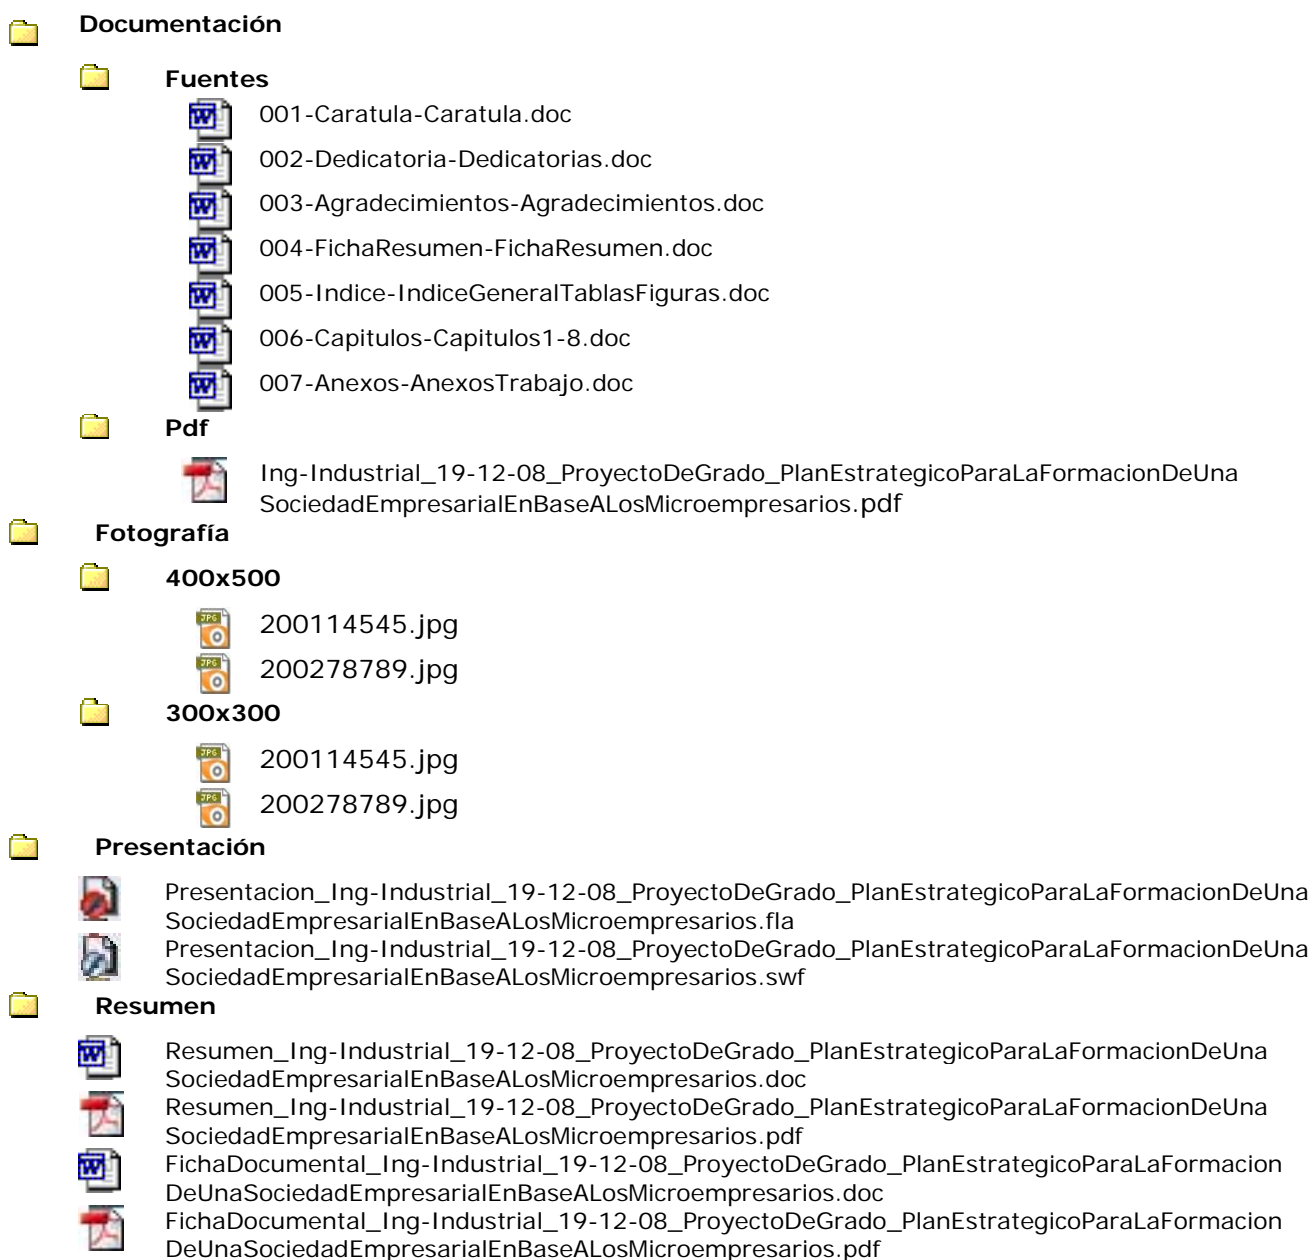 Documentación
Fuentes
001-Caratula-Caratula.doc
002-Dedicatoria-Dedicatorias.doc
003-Agradecimientos-Agradecimientos.doc
004-FichaResumen-FichaResumen.doc
005-Indice-IndiceGeneralTablasFiguras.doc
006-Capitulos-Capitulos1-8.doc
007-Anexos-AnexosTrabajo.doc
Pdf
Ing-Industrial_19-12-08_ProyectoDeGrado_PlanEstrategicoParaLaFormacionDeUna
SociedadEmpresarialEnBaseALosMicroempresarios.pdf
Fotografía
400x500
200114545.jpg
200278789.jpg
300x300
200114545.jpg
200278789.jpg
Presentación
Presentacion_Ing-Industrial_19-12-08_ProyectoDeGrado_PlanEstrategicoParaLaFormacionDeUna
SociedadEmpresarialEnBaseALosMicroempresarios.fla
Presentacion_Ing-Industrial_19-12-08_ProyectoDeGrado_PlanEstrategicoParaLaFormacionDeUna
SociedadEmpresarialEnBaseALosMicroempresarios.swf
Resumen
Resumen_Ing-Industrial_19-12-08_ProyectoDeGrado_PlanEstrategicoParaLaFormacionDeUna
SociedadEmpresarialEnBaseALosMicroempresarios.doc
Resumen_Ing-Industrial_19-12-08_ProyectoDeGrado_PlanEstrategicoParaLaFormacionDeUna
SociedadEmpresarialEnBaseALosMicroempresarios.pdf
FichaDocumental_Ing-Industrial_19-12-08_ProyectoDeGrado_PlanEstrategicoParaLaFormacion
DeUnaSociedadEmpresarialEnBaseALosMicroempresarios.doc
FichaDocumental_Ing-Industrial_19-12-08_ProyectoDeGrado_PlanEstrategicoParaLaFormacion
DeUnaSociedadEmpresarialEnBaseALosMicroempresarios.pdf